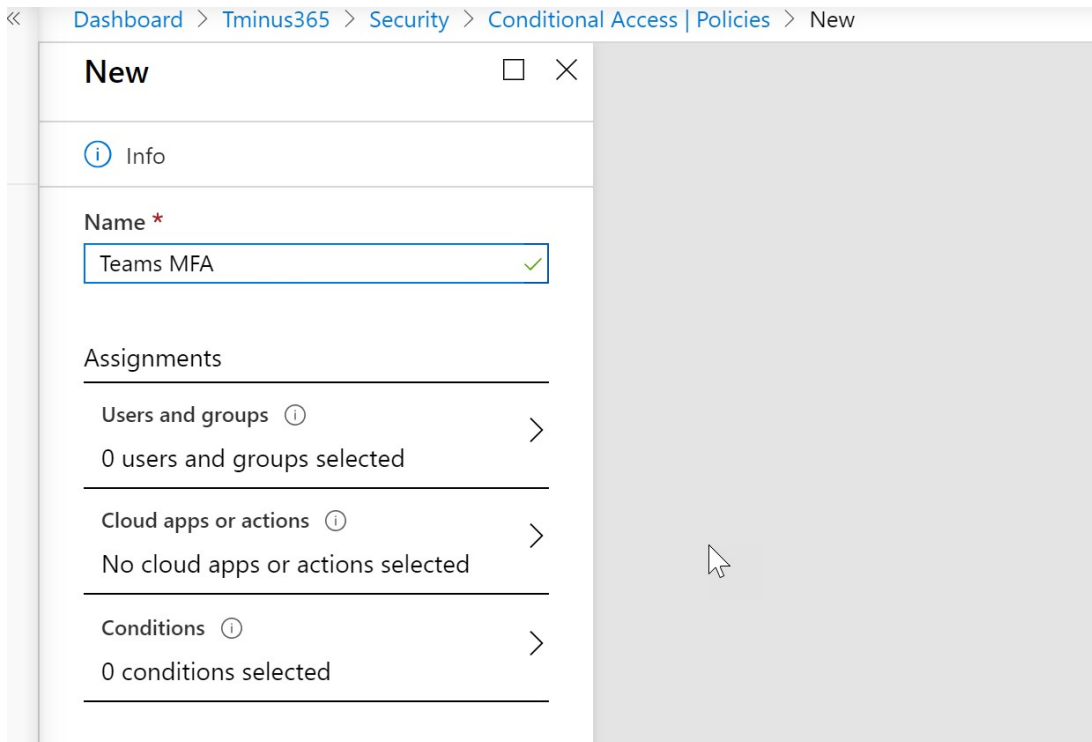 Dashboard > Tminus365 > Security > Conditional Access | Policies > New
New
Info
Name *
Teams MFA
Assignments
Users and groups
0 users and groups selected
Cloud apps or actions
No cloud apps or actions selected
Conditions
0 conditions selected